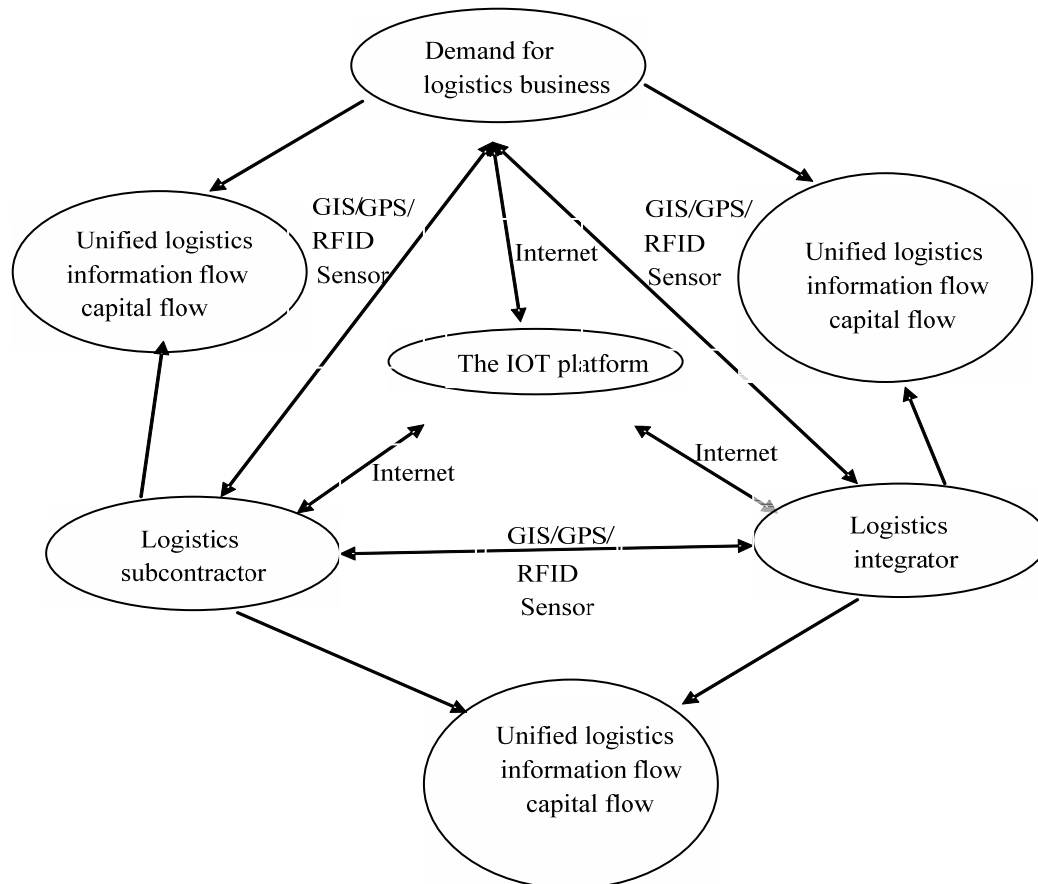 Demand for
logistics business
GIS/GPS/
RFID
Sensor
GIS/GPS/
RFID
Sensor
Internet
Unified logistics
information flow
capital flow
Unified logistics
information flow
capital flow
The IOT platform
Internet
Internet
Logistics
subcontractor
GIS/GPS/
RFID
Sensor
Logistics
integrator
Unified logistics
information flow
capital flow